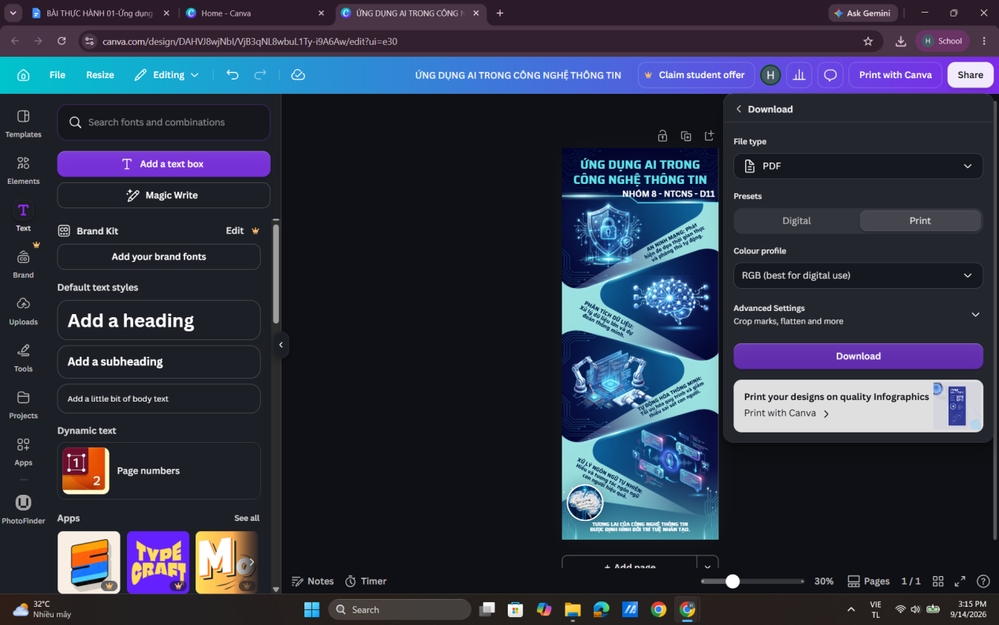 BÀI THỰC HÀNH 01-Ứng dụng
Home - Canva
ỨNG DỤNG AI TRONG CÔNG N
Ask Gemini
canva.com/design/DAHVJ8wjNbI/VjB3qNL8wbuL1Ty-i9A6Aw/edit?ui=e30
H School
File
Resize
Editing
ỨNG DỤNG AI TRONG CÔNG NGHỆ THÔNG TIN
Claim student offer
H
Print with Canva
Share
Templates
Elements
Text
Brand
Uploads
Tools
Projects
Apps
PhotoFinder
Search fonts and combinations
Add a text box
Magic Write
Brand Kit
Edit
Add your brand fonts
Default text styles
Add a heading
Add a subheading
Add a little bit of body text
Dynamic text
1
2
Page numbers
Apps
See all
TYPE
CRAFT
ỨNG DỤNG AI TRONG
CÔNG NGHỆ THÔNG TIN
NHÓM 8 - NTCNS - D11
AN NINH MẠNG: Phát
hiện đe dọa thời gian thực
và phòng thủ tự động.
PHÂN TÍCH DỮ LIỆU:
Xử lý dữ liệu lớn và dự
đoán thông minh.
TỰ ĐỘNG HÓA THÔNG MINH:
Tối ưu hóa quy trình và giảm
thiểu sai sót con người.
XỬ LÝ NGÔN NGỮ TỰ NHIÊN:
Hiểu và tương tác ngôn ngữ
con người hiệu quả.
TƯƠNG LAI CỦA CÔNG NGHỆ THÔNG TIN
ĐƯỢC ĐỊNH HÌNH BỞI TRÍ TUỆ NHÂN TẠO.
+ Add page
Download
File type
PDF
Presets
Digital
Print
Colour profile
RGB (best for digital use)
Advanced Settings
Crop marks, flatten and more
Download
Print your designs on quality Infographics
Print with Canva
Notes
Timer
30%
Pages
1 / 1
32°C
Nhiều mây
Search
VIE
TL
3:15 PM
9/14/2026